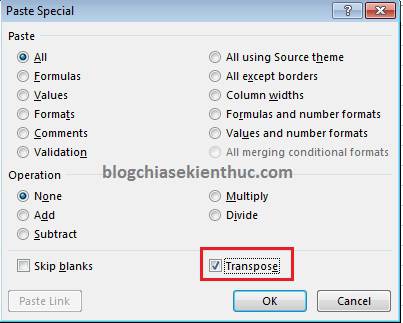 Paste Special
Paste
All
All using Source theme
Formulas
All except borders
Values
Column widths
Formats
Formulas and number formats
Comments
Values and number formats
Validation
All merging conditional formats
blogchiasekienthuc.com
Operation
None
Multiply
Add
Divide
Subtract
Skip blanks
Transpose
Paste Link
OK
Cancel